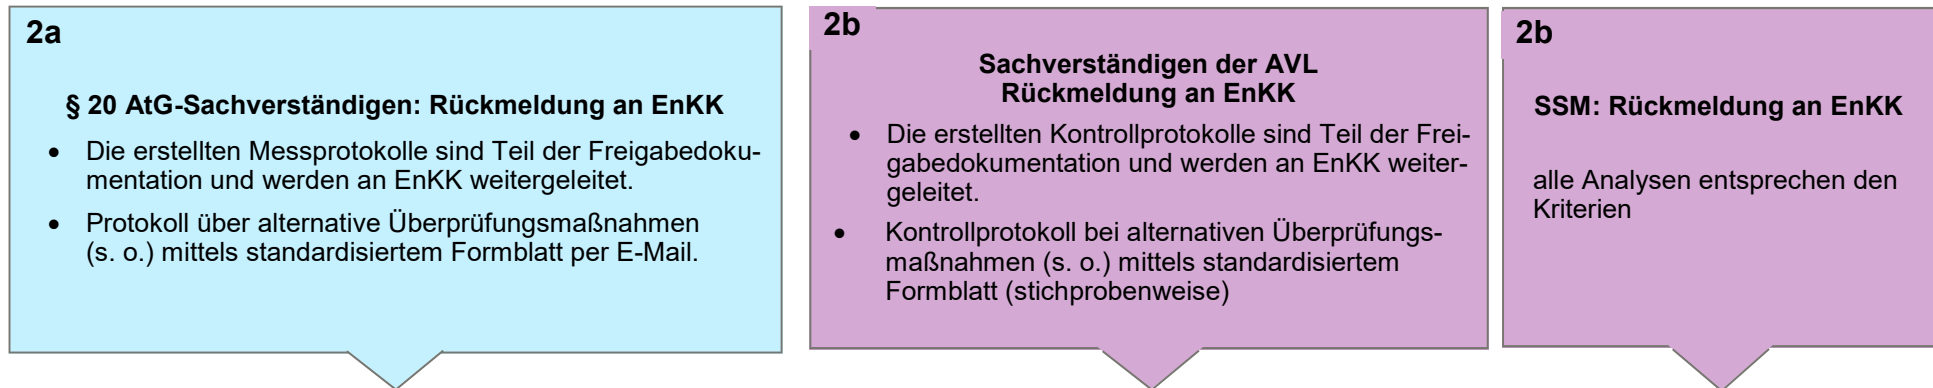 2a
§ 20 AtG-Sachverständigen: Rückmeldung an EnKK
• Die erstellten Messprotokolle sind Teil der Freigabedoku-
mentation und werden an EnKK weitergeleitet.
• Protokoll über alternative Überprüfungsmaßnahmen
(s. o.) mittels standardisiertem Formblatt per E-Mail.
2b
Sachverständigen der AVL
Rückmeldung an EnKK
• Die erstellten Kontrollprotokolle sind Teil der Frei-
gabedokumentation und werden an EnKK weiter-
geleitet.
• Kontrollprotokoll bei alternativen Überprüfungs-
maßnahmen (s. o.) mittels standardisiertem
Formblatt (stichprobenweise)
2b
SSM: Rückmeldung an EnKK
alle Analysen entsprechen den
Kriterien